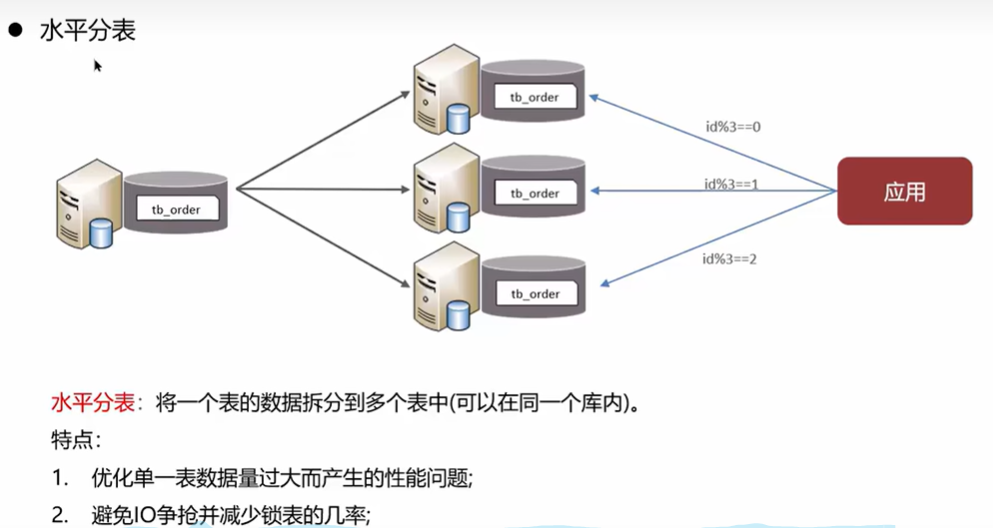 ● 水平分表
tb_order
id%3==0
tb_order
id%3==1
应用
tb_order
id%3==2
tb_order
水平分表：将一个表的数据拆分到多个表中(可以在同一个库内)。
特点：
1. 优化单一表数据量过大而产生的性能问题;
2. 避免IO争抢并减少锁表的几率;